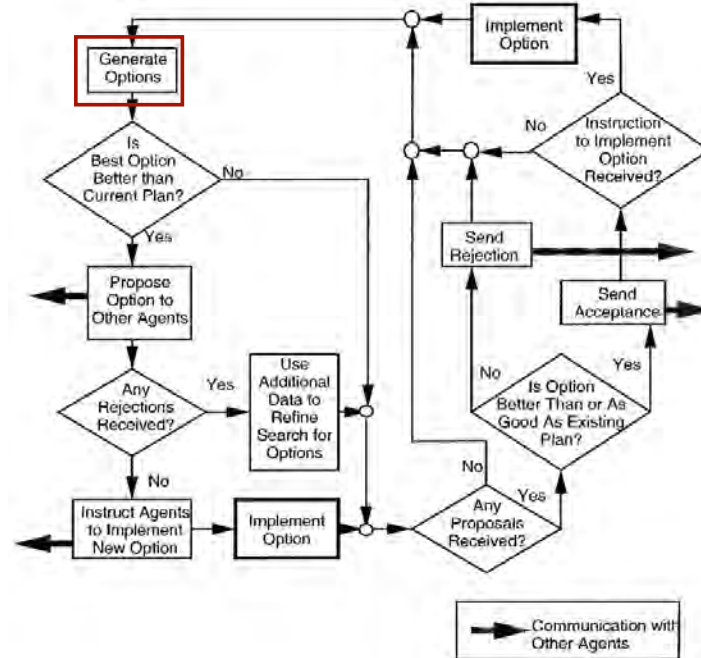 Generate
Options
Implement
Option
Yes
Is
Best Option
Better than
Current Plan?
No
Yes
No
Instruction
to Implement
Option
Received?
Send
Rejection
Propose
Option to
Other Agents
Send
Acceptance
Any
Rejections
Received?
Yes
Use
Additional
Data to
Refine
Search for
Options
No
Yes
Is Option
Better Than or As
Good As Existing
Plan?
No
Instruct Agents
to Implement
New Option
Implement
Option
No
Yes
Any
Proposals
Received?
Communication with
Other Agents